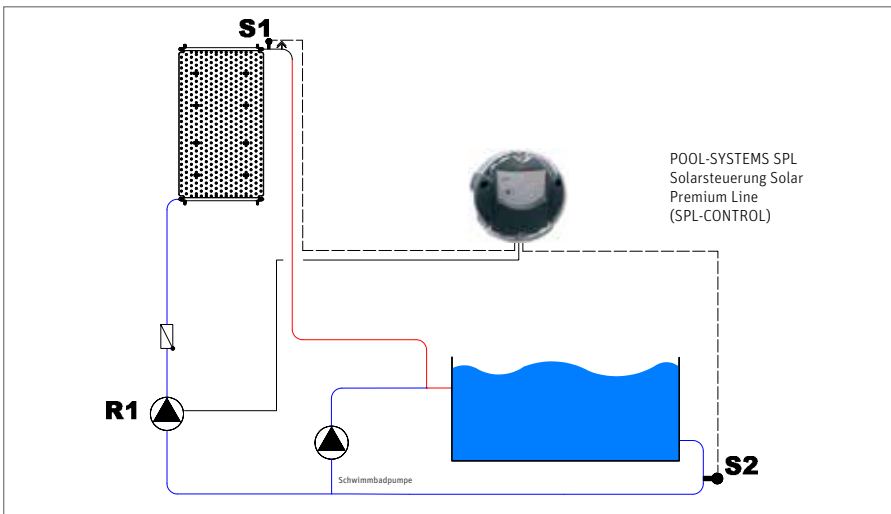 S1
POOL-SYSTEMS SPL
Solarsteuerung Solar
Premium Line
(SPL-CONTROL)
R1
S2
Schwimmbadpumpe